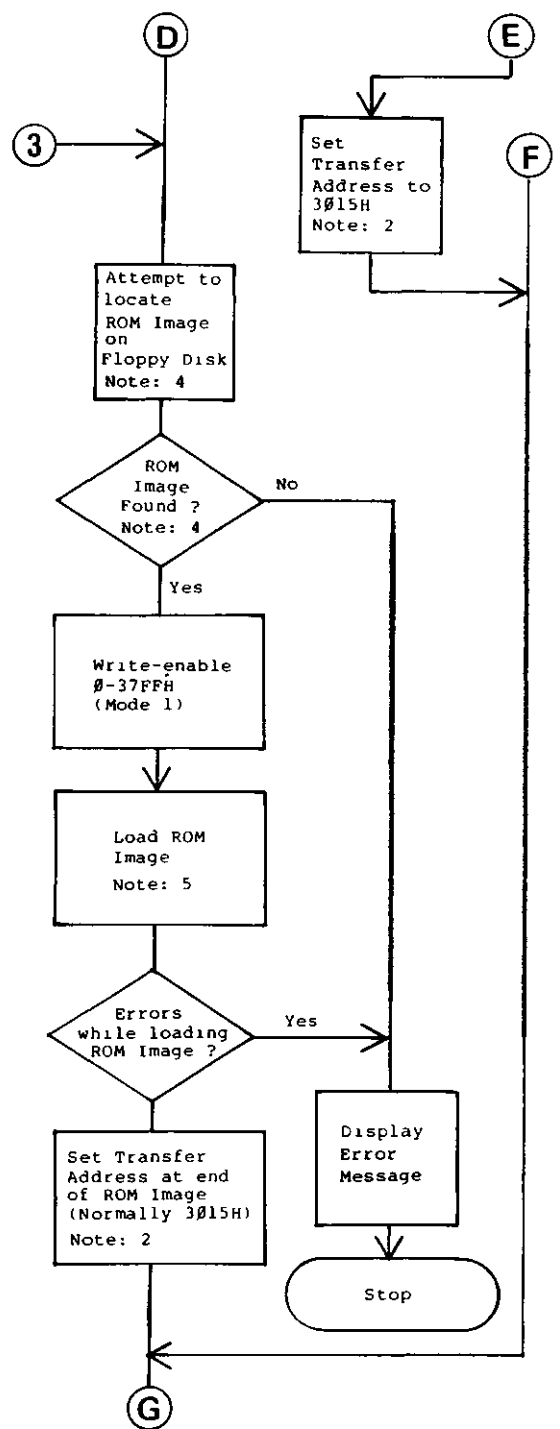 D
E
3
F
Set
Transfer
Address to
3Ø15H
Note: 2
Attempt to
locate
ROM Image
on
Floppy Disk
Note: 4
ROM
Image
Found ?
Note: 4
No
Yes
Write-enable
Ø-37FFH
(Mode 1)
Load ROM
Image
Note: 5
Errors
while loading
ROM Image ?
Yes
Set Transfer
Address at end
of ROM Image
(Normally 3Ø15H)
Note: 2
Display
Error
Message
Stop
G